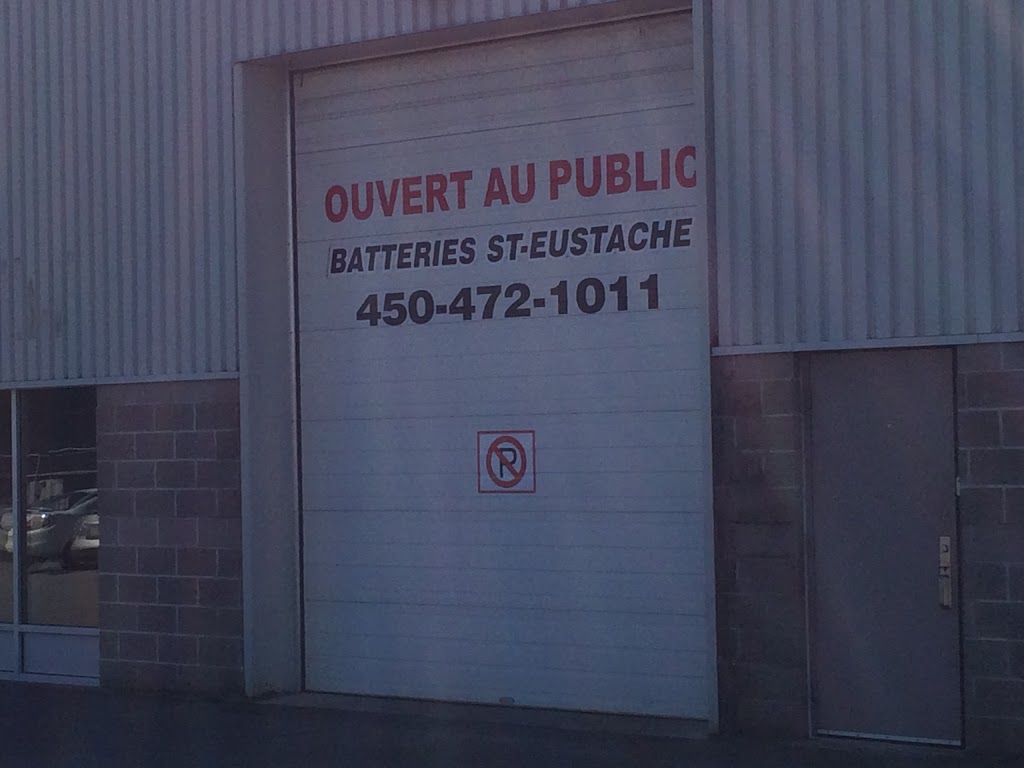 OUVERT AU PUBLIC
BATTERIES ST-EUSTACHE
450-472-1011
P